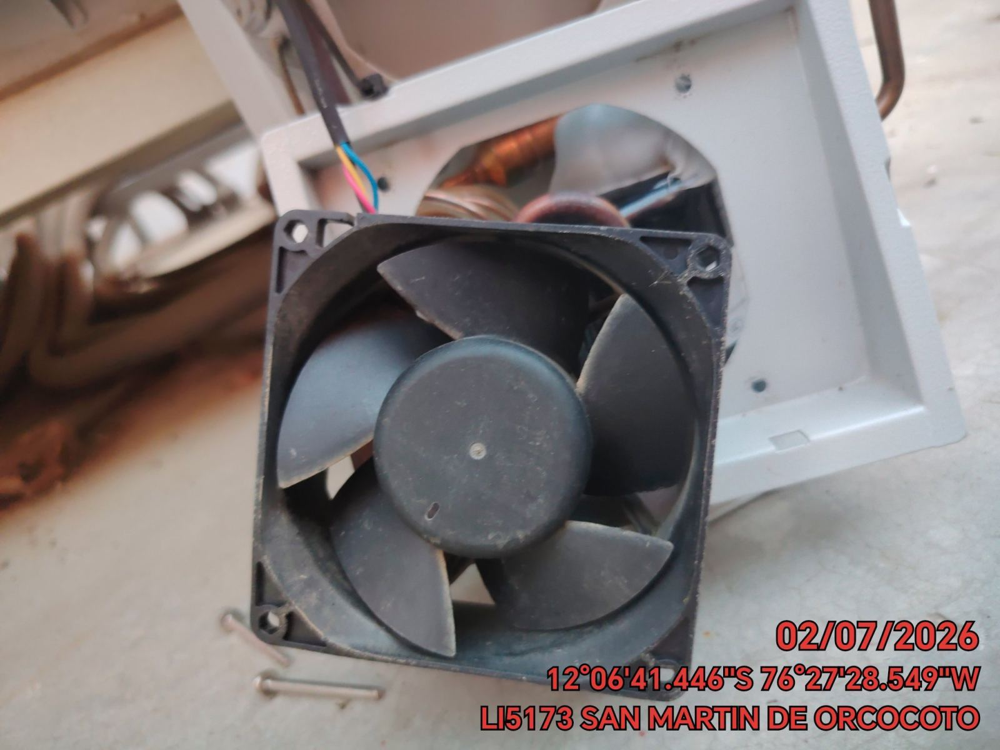 02/07/2026
12°06'41.446"S 76°27'28.549"W
LI5173 SAN MARTIN DE ORCOCOTO